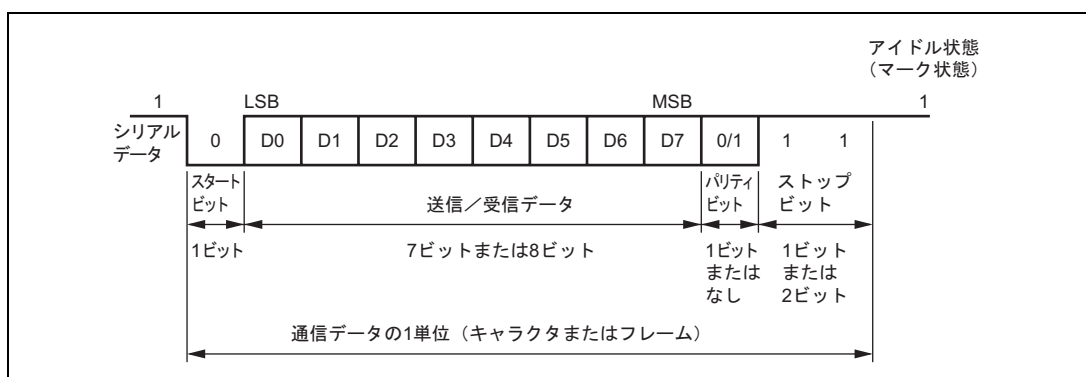 アイドル状態
（マーク状態）
1 LSB MSB 1
シリアル
データ
0 D0 D1 D2 D3 D4 D5 D6 D7 0/1 1 1
スタート
ビット
送信／受信データ
パリティ
ビット
ストップ
ビット
1ビット
7ビットまたは8ビット
1ビット
または
なし
1ビット
または
2ビット
通信データの1単位（キャラクタまたはフレーム）